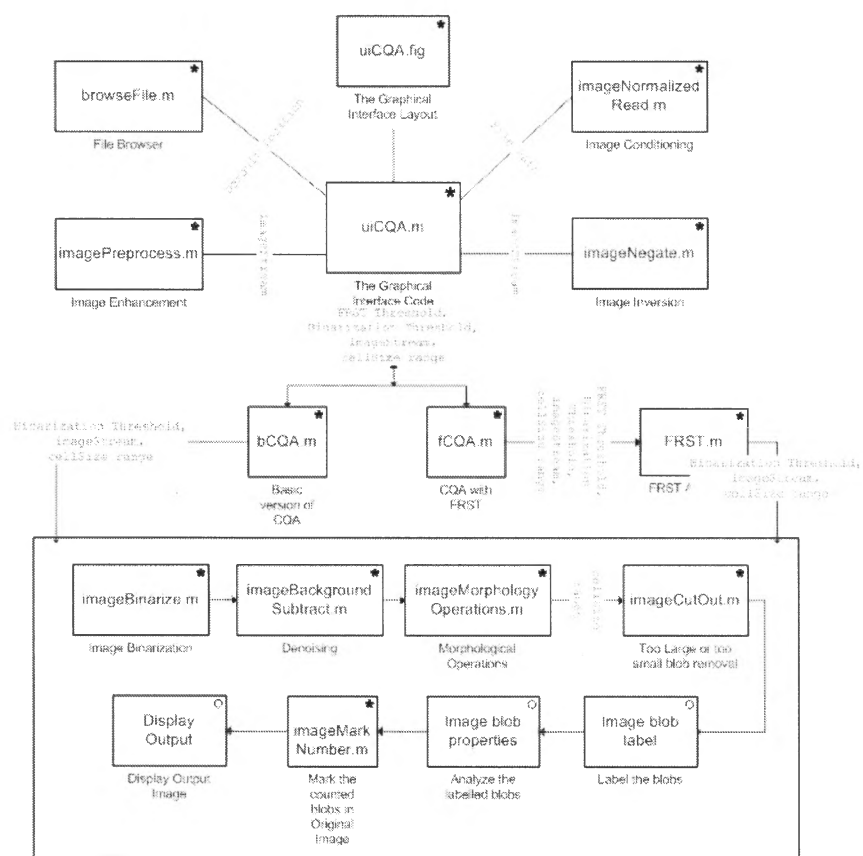 uiCQA.fig
The Graphical
Interface Layout
browseFile.m
File Browser
imageNormalized
Read.m
Image Conditioning
uiCQA.m
The Graphical
Interface Code
imagePreprocess.m
Image Enhancement
imageNegate.m
Image Inversion
FRST Threshold,
Binarization Threshold,
imageStream,
cellSize range
Binarization Threshold,
imageStream,
cellSize range
bCQA.m
Basic
version of
CQA
fCQA.m
CQA with
FRST
FRST.m
FRST
Binarization Threshold,
imageStream,
cellSize range
imageBinarize.m
Image Binarization
imageBackground
Subtract.m
Denoising
imageMorphology
Operations.m
Morphological
Operations
imageCutOut.m
Too Large or too
small blob removal
Display
Output
Display Output
Image
imageMark
Number.m
Mark the
counted
blobs in
Original
Image
Image blob
properties
Analyze the
labelled blobs
Image blob
label
Label the blobs